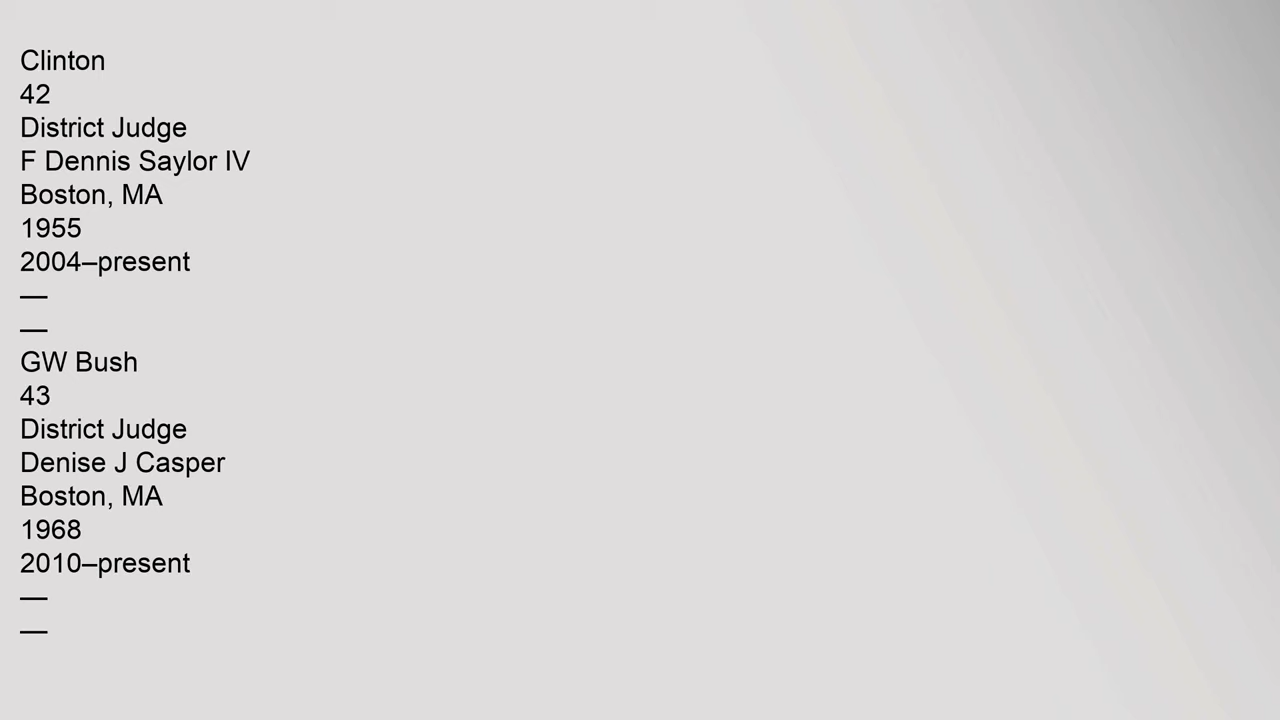 Clinton
42
District Judge
F Dennis Saylor IV
Boston, MA
1955
2004–present
—
—
GW Bush
43
District Judge
Denise J Casper
Boston, MA
1968
2010–present
—
—